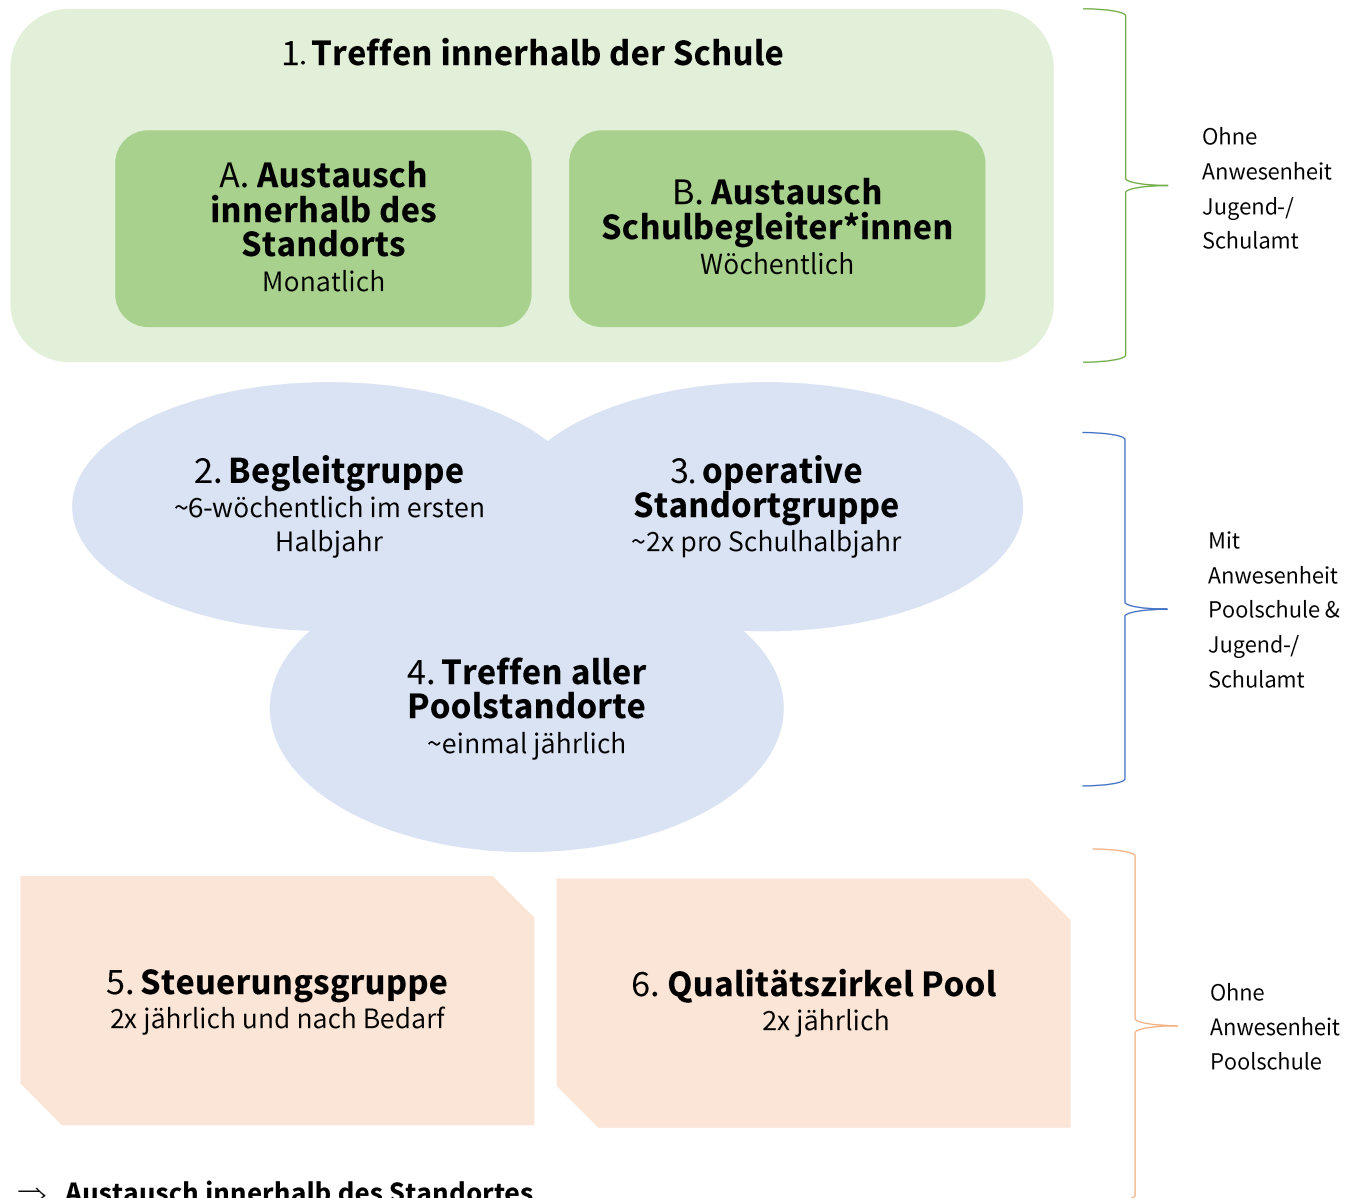 1. Treffen innerhalb der Schule
A. Austausch
innerhalb des
Standorts
Monatlich
B. Austausch
Schulbegleiter*innen
Wöchentlich
Ohne
Anwesenheit
Jugend-/
Schulamt
2. Begleitgruppe
~6-wöchentlich im ersten
Halbjahr
3. operative
Standortgruppe
~2x pro Schulhalbjahr
4. Treffen aller
Poolstandorte
~einmal jährlich
Mit
Anwesenheit
Poolschule &
Jugend-/
Schulamt
5. Steuerungsgruppe
2x jährlich und nach Bedarf
6. Qualitätszirkel Pool
2x jährlich
Ohne
Anwesenheit
Poolschule
→ Austausch innerhalb des Standortes